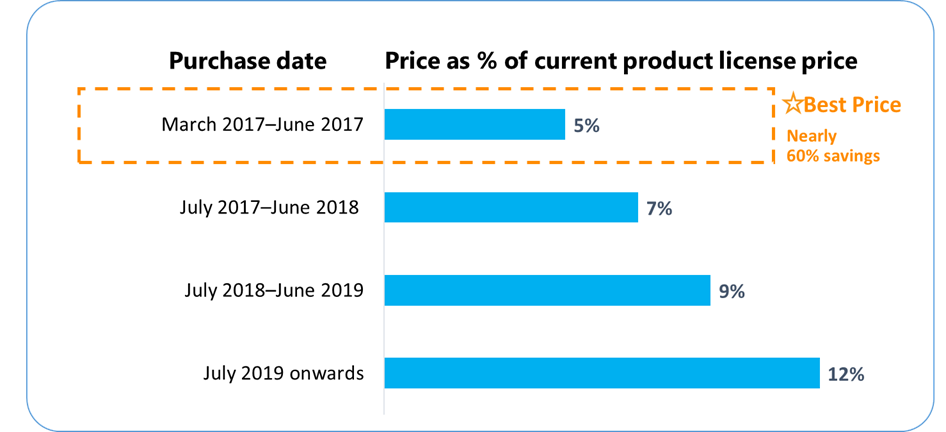 Purchase date
Price as % of current product license price
March 2017–June 2017
5%
☆Best Price
Nearly
60% savings
July 2017–June 2018
7%
July 2018–June 2019
9%
July 2019 onwards
12%